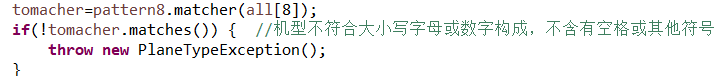 tomacher=pattern8.matcher(all[8]);
if(!tomacher.matches()) {  //机型不符合大小写字母或数字构成，不含有空格或其他符号
    throw new PlaneTypeException();
}